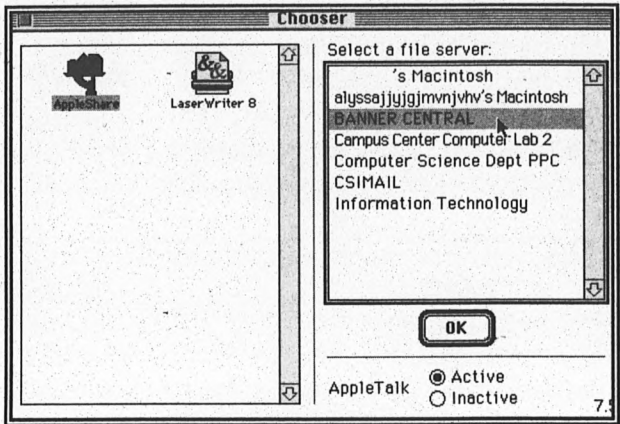 Chooser
AppleShare
LaserWriter 8
Select a file server:
's Macintosh
alyssajjyjgjmvnjvhv's Macintosh
BANNER CENTRAL
Campus Center Computer Lab 2
Computer Science Dept PPC
CSIMAIL
Information Technology
OK
AppleTalk
Active
Inactive
7.5